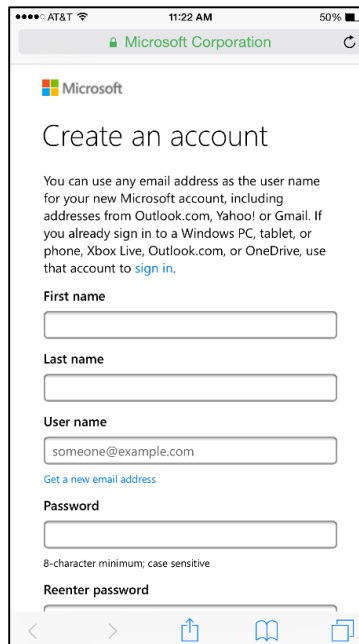 AT&T 11:22 AM 50%
Microsoft Corporation
Microsoft
Create an account
You can use any email address as the user name
for your new Microsoft account, including
addresses from Outlook.com, Yahoo! or Gmail. If
you already sign in to a Windows PC, tablet, or
phone, Xbox Live, Outlook.com, or OneDrive, use
that account to sign in.
First name
Last name
User name
someone@example.com
Get a new email address
Password
8-character minimum; case sensitive
Reenter password